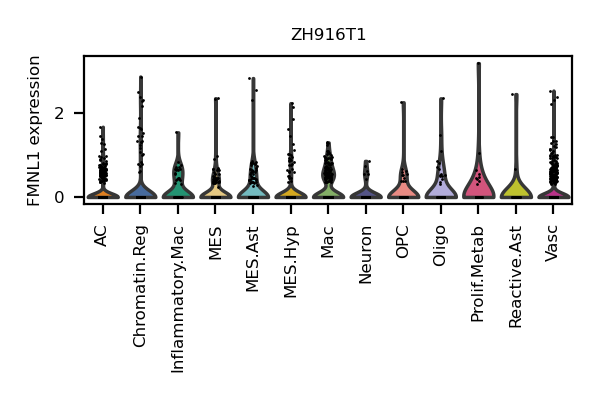 ZH916T1
FMNL1 expression
2
0
AC
Chromatin.Reg
Inflammatory.Mac
MES
MES.Ast
MES.Hyp
Mac
Neuron
OPC
Oligo
Prolif.Metab
Reactive.Ast
Vasc